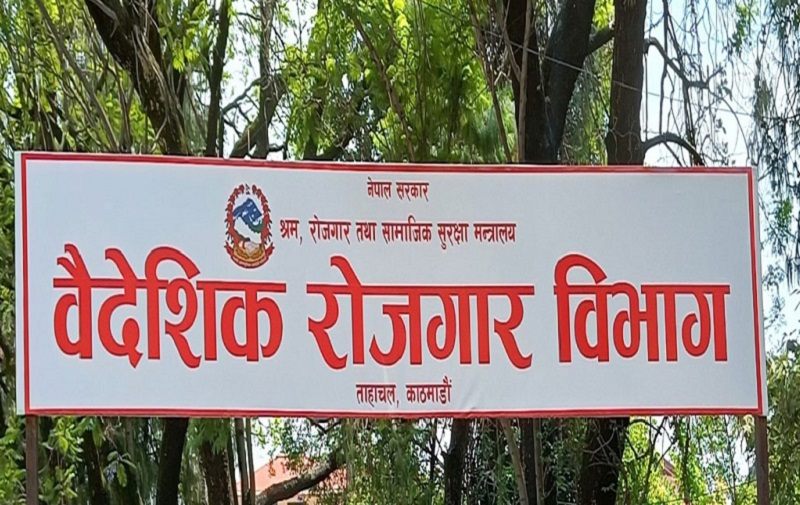 नेपाल सरकार
श्रम, रोजगार तथा सामाजिक सुरक्षा मन्त्रालय
वैदेशिक रोजगार विभाग
ताहाचल, काठमाडौं